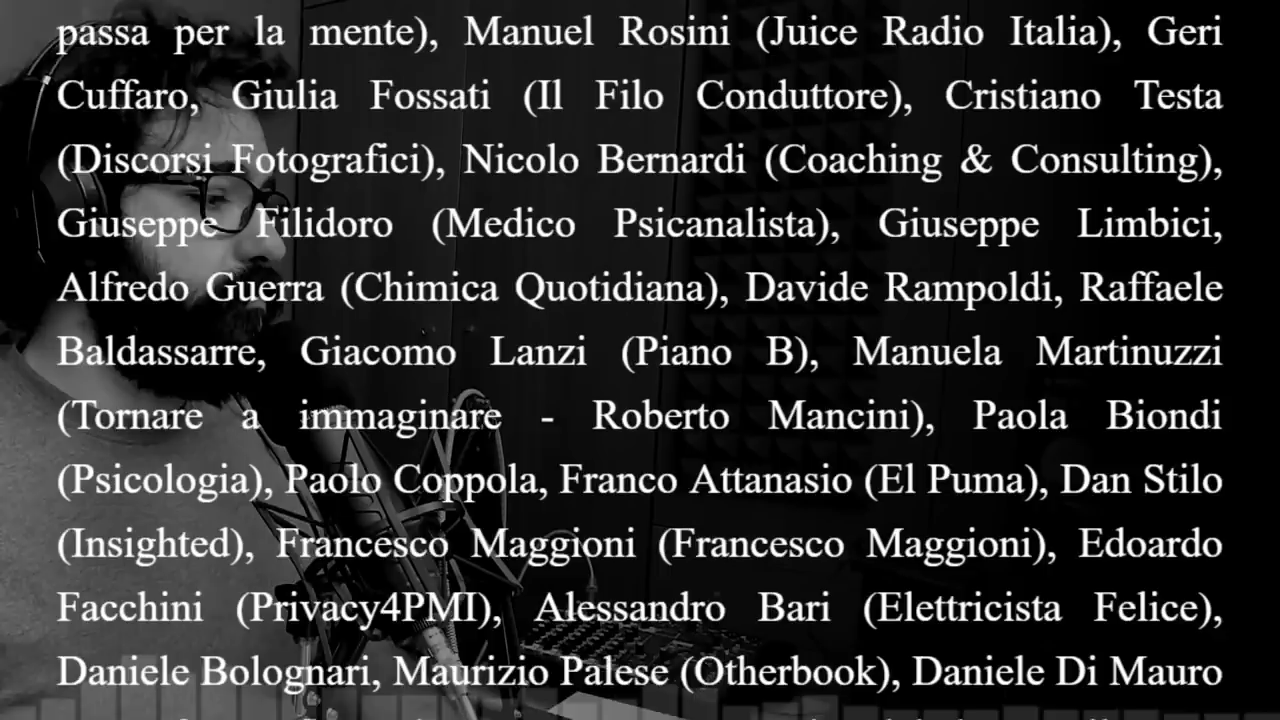 passa per la mente), Manuel Rosini (Juice Radio Italia), Geri
Cuffaro, Giulia Fossati (Il Filo Conduttore), Cristiano Testa
(Discorsi Fotografici), Nicolo Bernardi (Coaching & Consulting),
Giuseppe Filidoro (Medico Psicanalista), Giuseppe Limbici,
Alfredo Guerra (Chimica Quotidiana), Davide Rampoldi, Raffaele
Baldassarre, Giacomo Lanzi (Piano B), Manuela Martinuzzi
(Tornare a immaginare - Roberto Mancini), Paola Biondi
(Psicologia), Paolo Coppola, Franco Attanasio (El Puma), Dan Stilo
(Insighted), Francesco Maggioni (Francesco Maggioni), Edoardo
Facchini (Privacy4PMI), Alessandro Bari (Elettricista Felice),
Daniele Bolognari, Maurizio Palese (Otherbook), Daniele Di Mauro